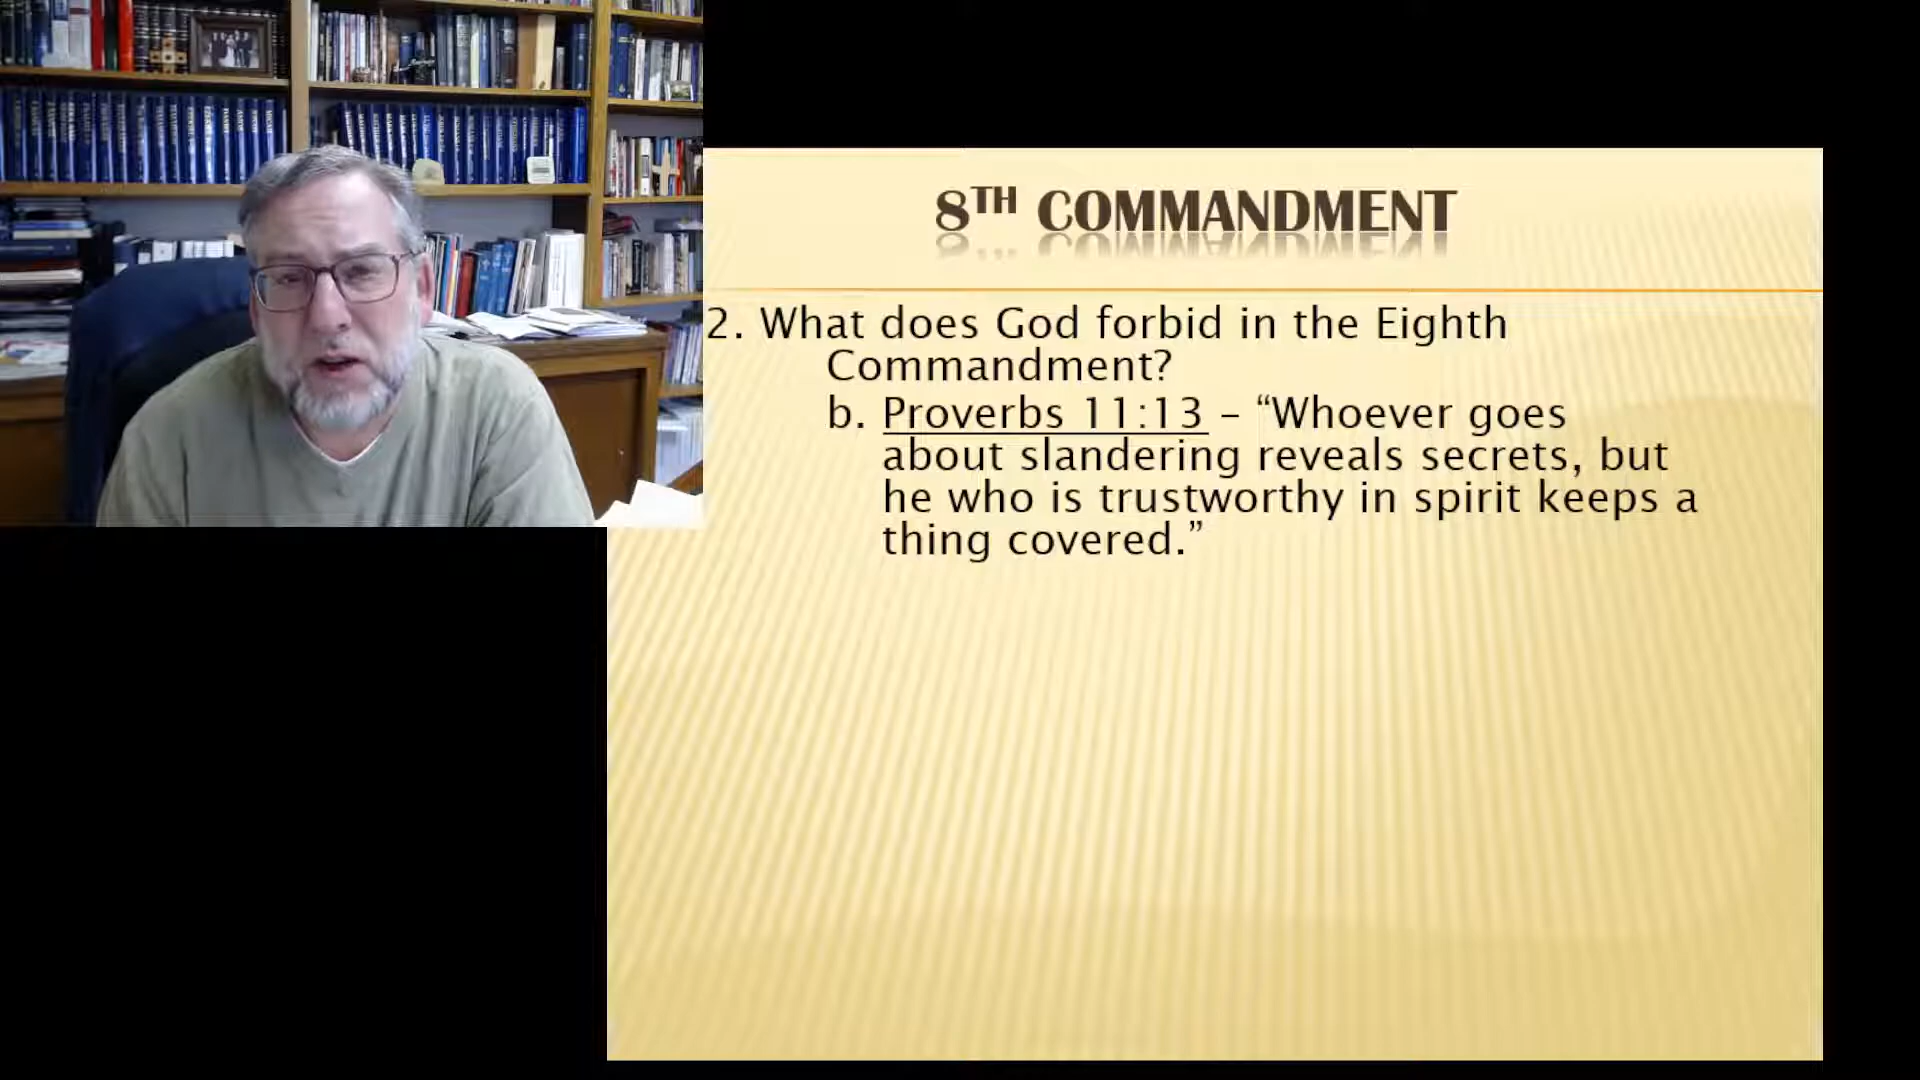 8TH COMMANDMENT
2. What does God forbid in the Eighth
Commandment?
b. Proverbs 11:13 – “Whoever goes
about slandering reveals secrets, but
he who is trustworthy in spirit keeps a
thing covered.”